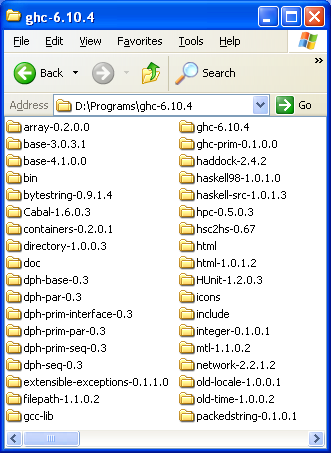 ghc-6.10.4
File Edit View Favorites Tools Help
Back Search
Address D:\Programs\ghc-6.10.4 Go
array-0.2.0.0
base-3.0.3.1
base-4.1.0.0
bin
bytestring-0.9.1.4
Cabal-1.6.0.3
containers-0.2.0.1
directory-1.0.0.3
doc
dph-base-0.3
dph-par-0.3
dph-prim-interface-0.3
dph-prim-par-0.3
dph-prim-seq-0.3
dph-seq-0.3
extensible-exceptions-0.1.1.0
filepath-1.1.0.2
gcc-lib
ghc-6.10.4
ghc-prim-0.1.0.0
haddock-2.4.2
haskell98-1.0.1.0
haskell-src-1.0.1.3
hpc-0.5.0.3
hsc2hs-0.67
html
html-1.0.1.2
HUnit-1.2.0.3
icons
include
integer-0.1.0.1
mtl-1.1.0.2
network-2.2.1.2
old-locale-1.0.0.1
old-time-1.0.0.2
packedstring-0.1.0.1